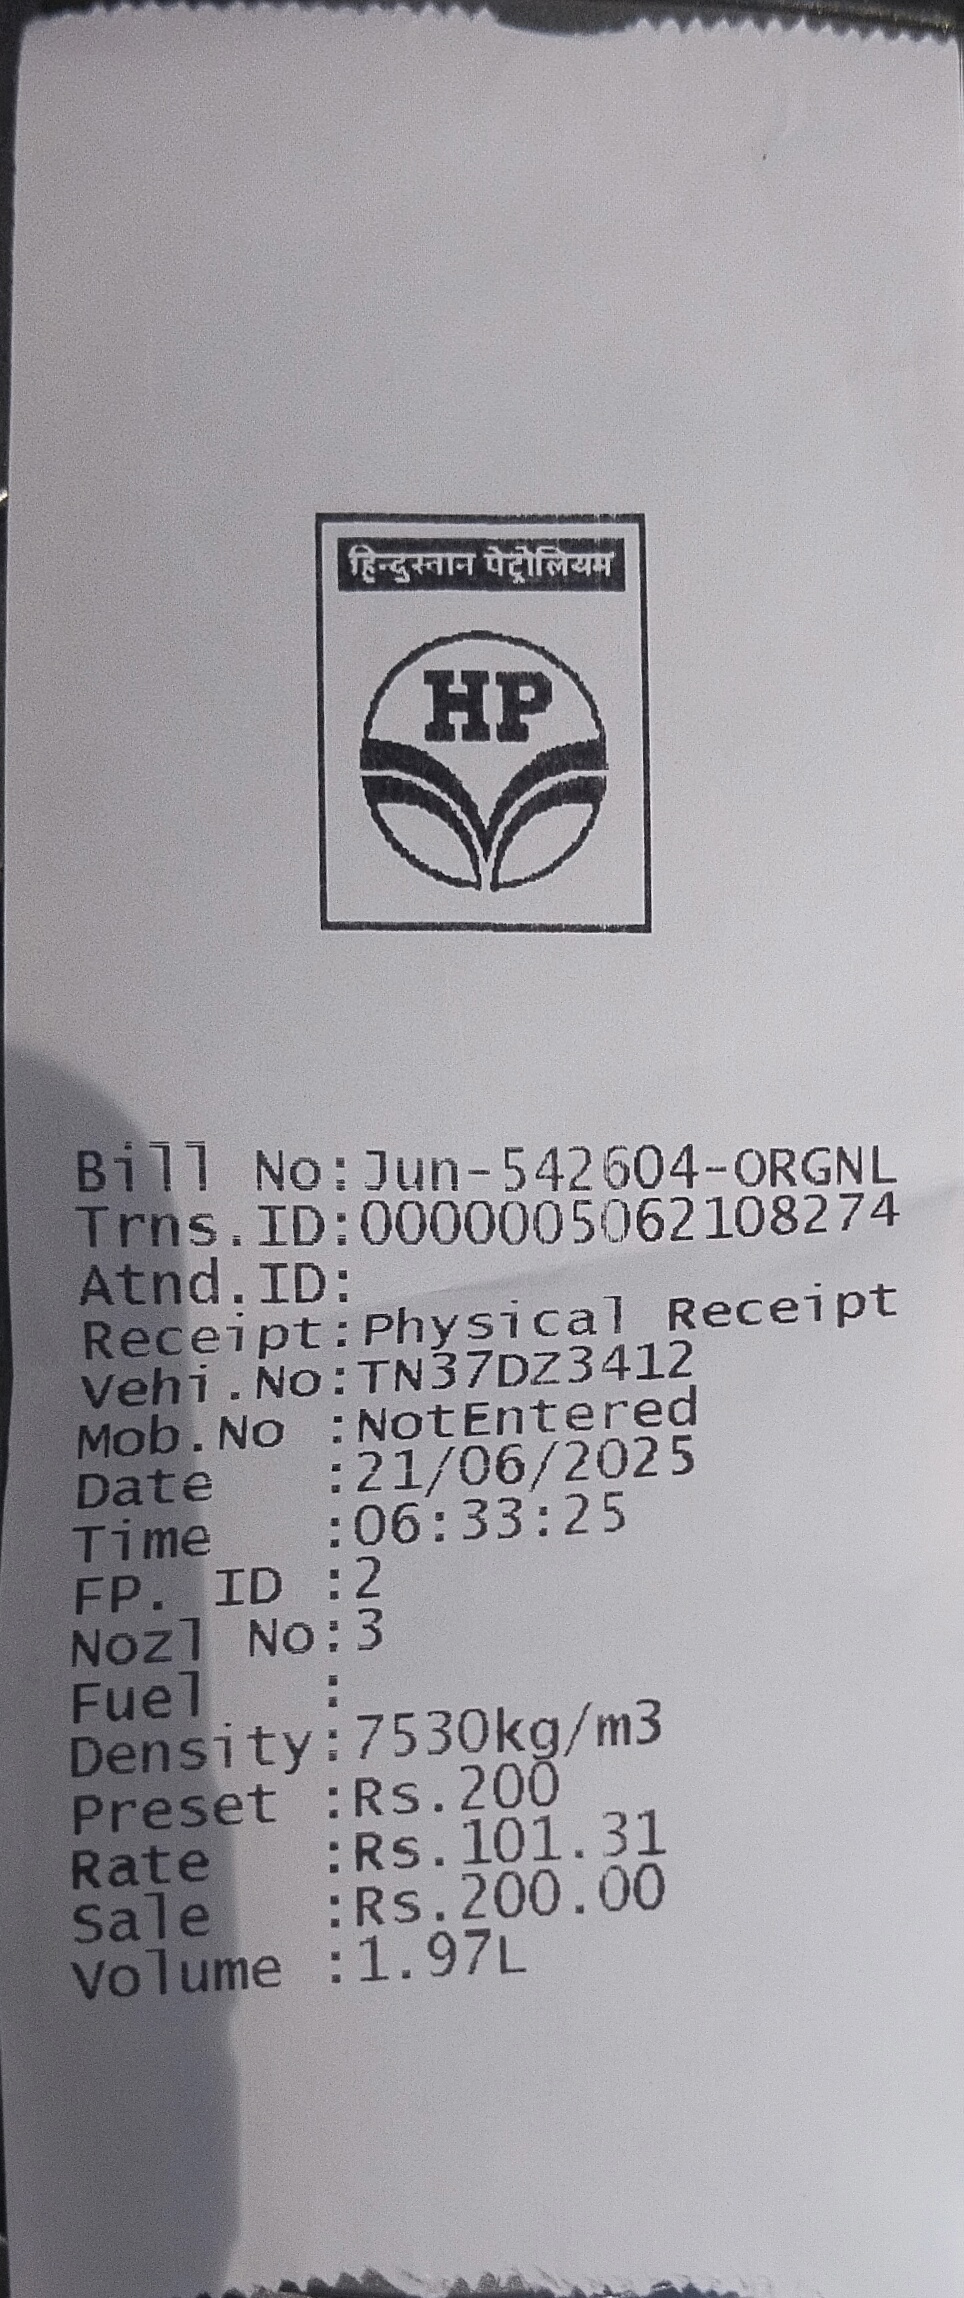 हिन्दुस्तान पेट्रोलियम
HP
Bill No:Jun-542604-ORGNL
Trns.ID:0000005062108274
Atnd.ID:
Receipt:Physical Receipt
Vehi.No:TN37DZ3412
Mob.No :NotEntered
Date :21/06/2025
Time :06:33:25
FP. ID :2
Nozl No:3
Fuel :
Density:7530kg/m3
Preset :Rs.200
Rate :Rs.101.31
Sale :Rs.200.00
Volume :1.97L